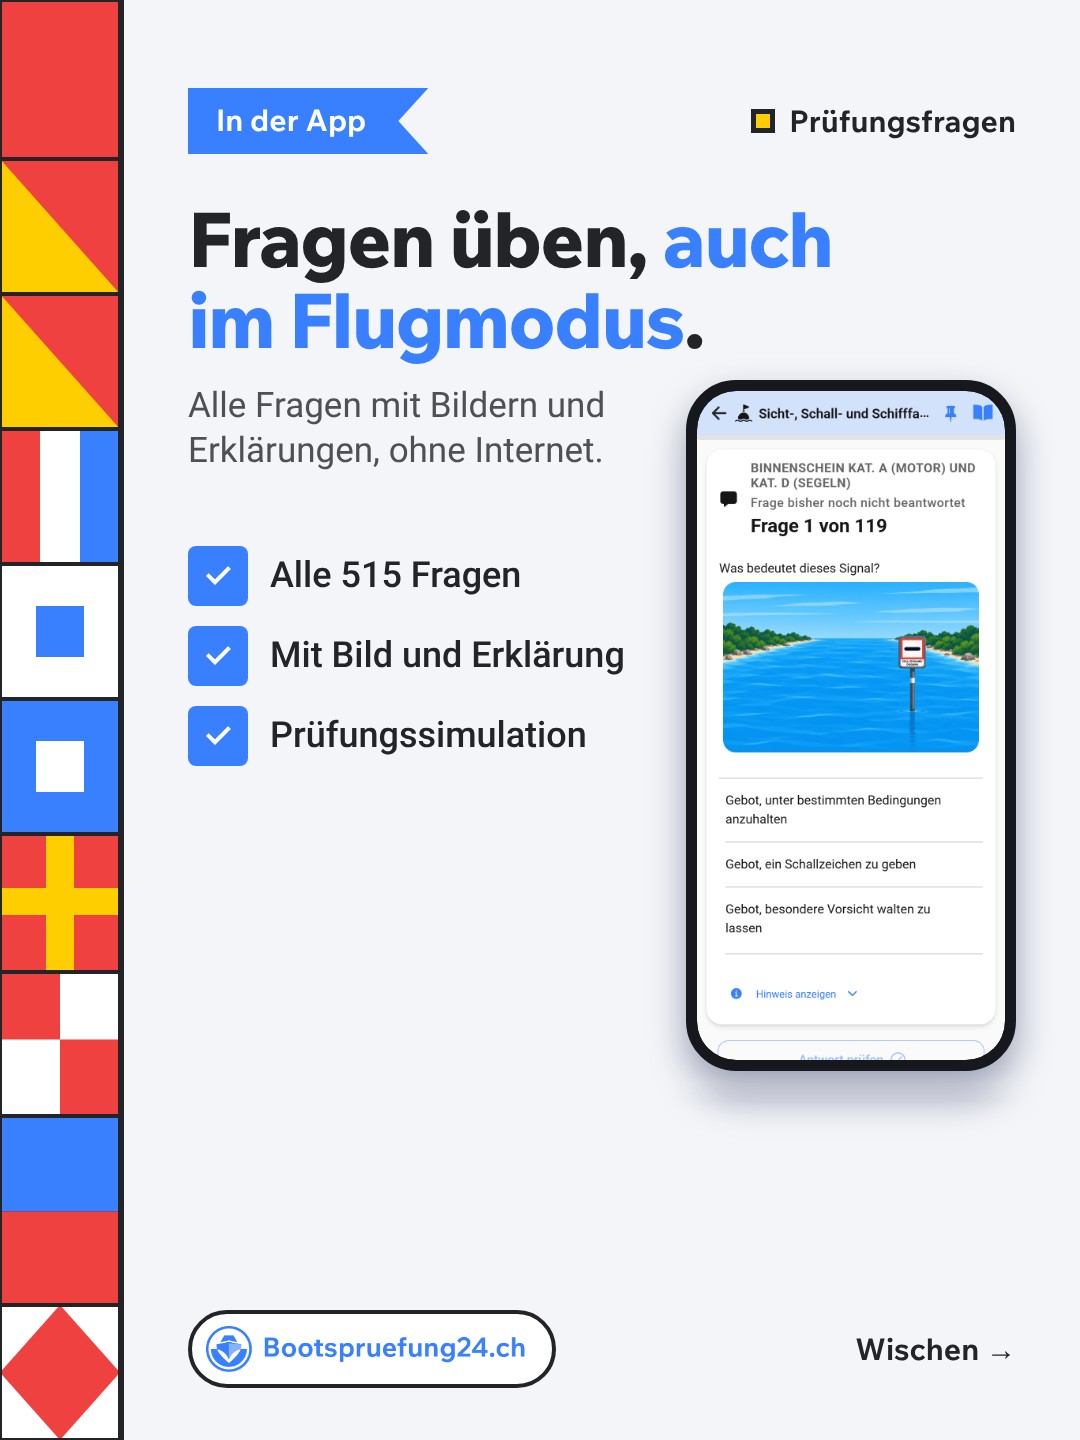 In der App
Prüfungsfragen
Fragen üben, auch
im Flugmodus.
Alle Fragen mit Bildern und
Erklärungen, ohne Internet.
Alle 515 Fragen
Mit Bild und Erklärung
Prüfungssimulation
Sicht-, Schall- und Schifffa...
BINNENSCHEIN KAT. A (MOTOR) UND
KAT. D (SEGELN)
Frage bisher noch nicht beantwortet
Frage 1 von 119
Was bedeutet dieses Signal?
Gebot, unter bestimmten Bedingungen
anzuhalten
Gebot, ein Schallzeichen zu geben
Gebot, besondere Vorsicht walten zu
lassen
Hinweis anzeigen
Antwort prüfen
Bootspruefung24.ch
Wischen →